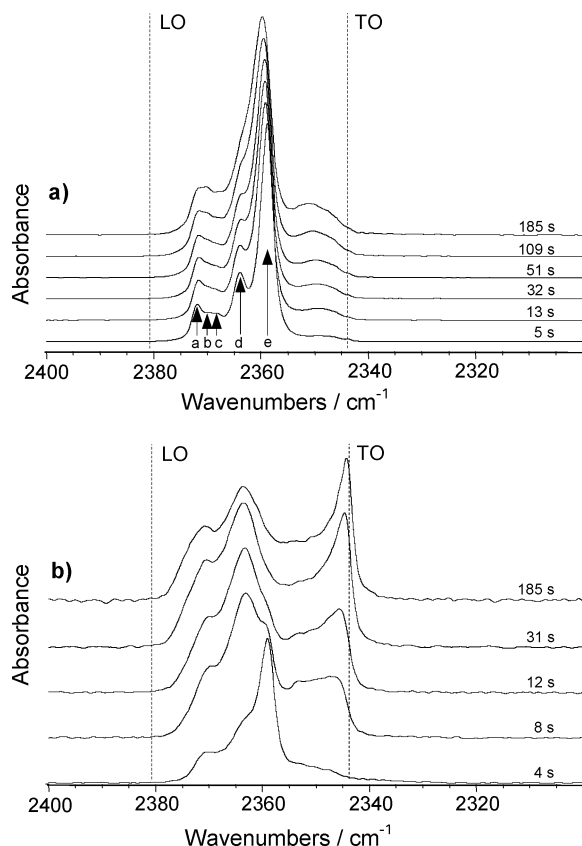 LO TO
a)
Absorbance
185 s
109 s
51 s
32 s
13 s
5 s
a b c d e
2400 2380 2360 2340 2320
Wavenumbers / cm⁻¹
LO TO
b)
Absorbance
185 s
31 s
12 s
8 s
4 s
2400 2380 2360 2340 2320
Wavenumbers / cm⁻¹